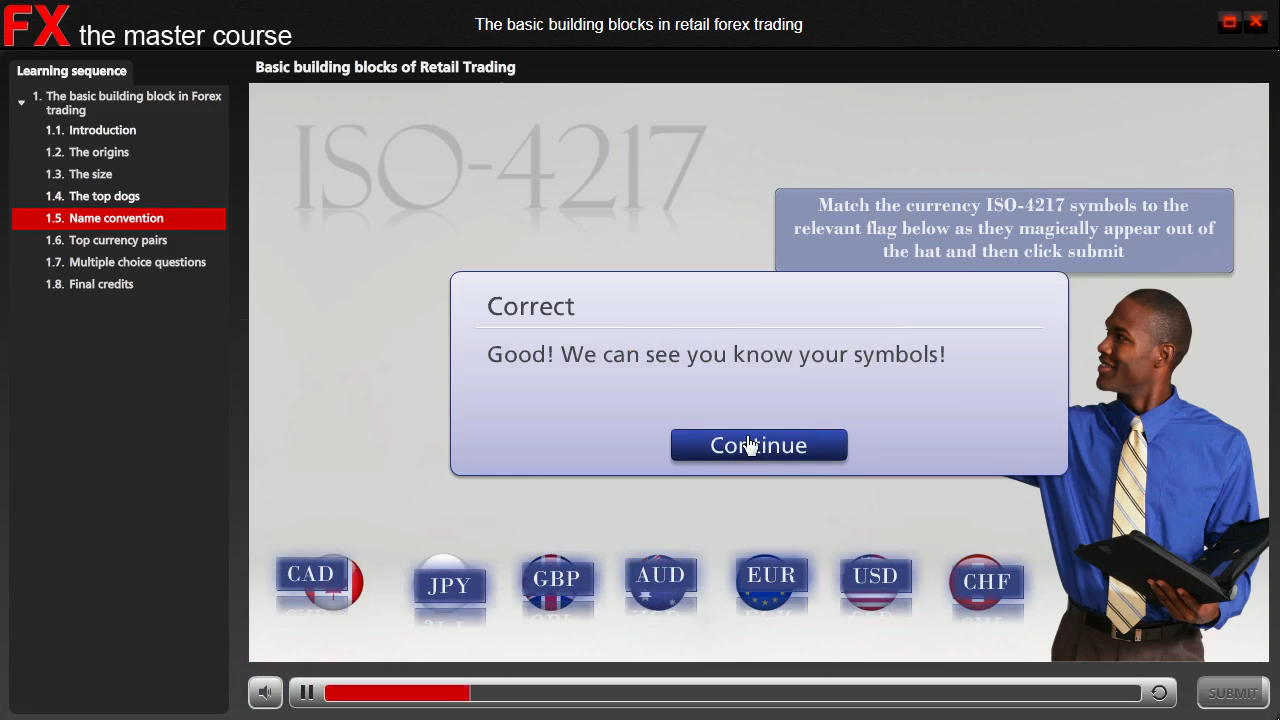 FX the master course
The basic building blocks in retail forex trading
Learning sequence
1. The basic building block in Forex
trading
1.1. Introduction
1.2. The origins
1.3. The size
1.4. The top dogs
1.5. Name convention
1.6. Top currency pairs
1.7. Multiple choice questions
1.8. Final credits
Basic building blocks of Retail Trading
ISO-4217
Match the currency ISO-4217 symbols to the
relevant flag below as they magically appear out of
the hat and then click submit
Correct
Good! We can see you know your symbols!
Continue
CAD
JPY
GBP
AUD
EUR
USD
CHF
SUBMIT